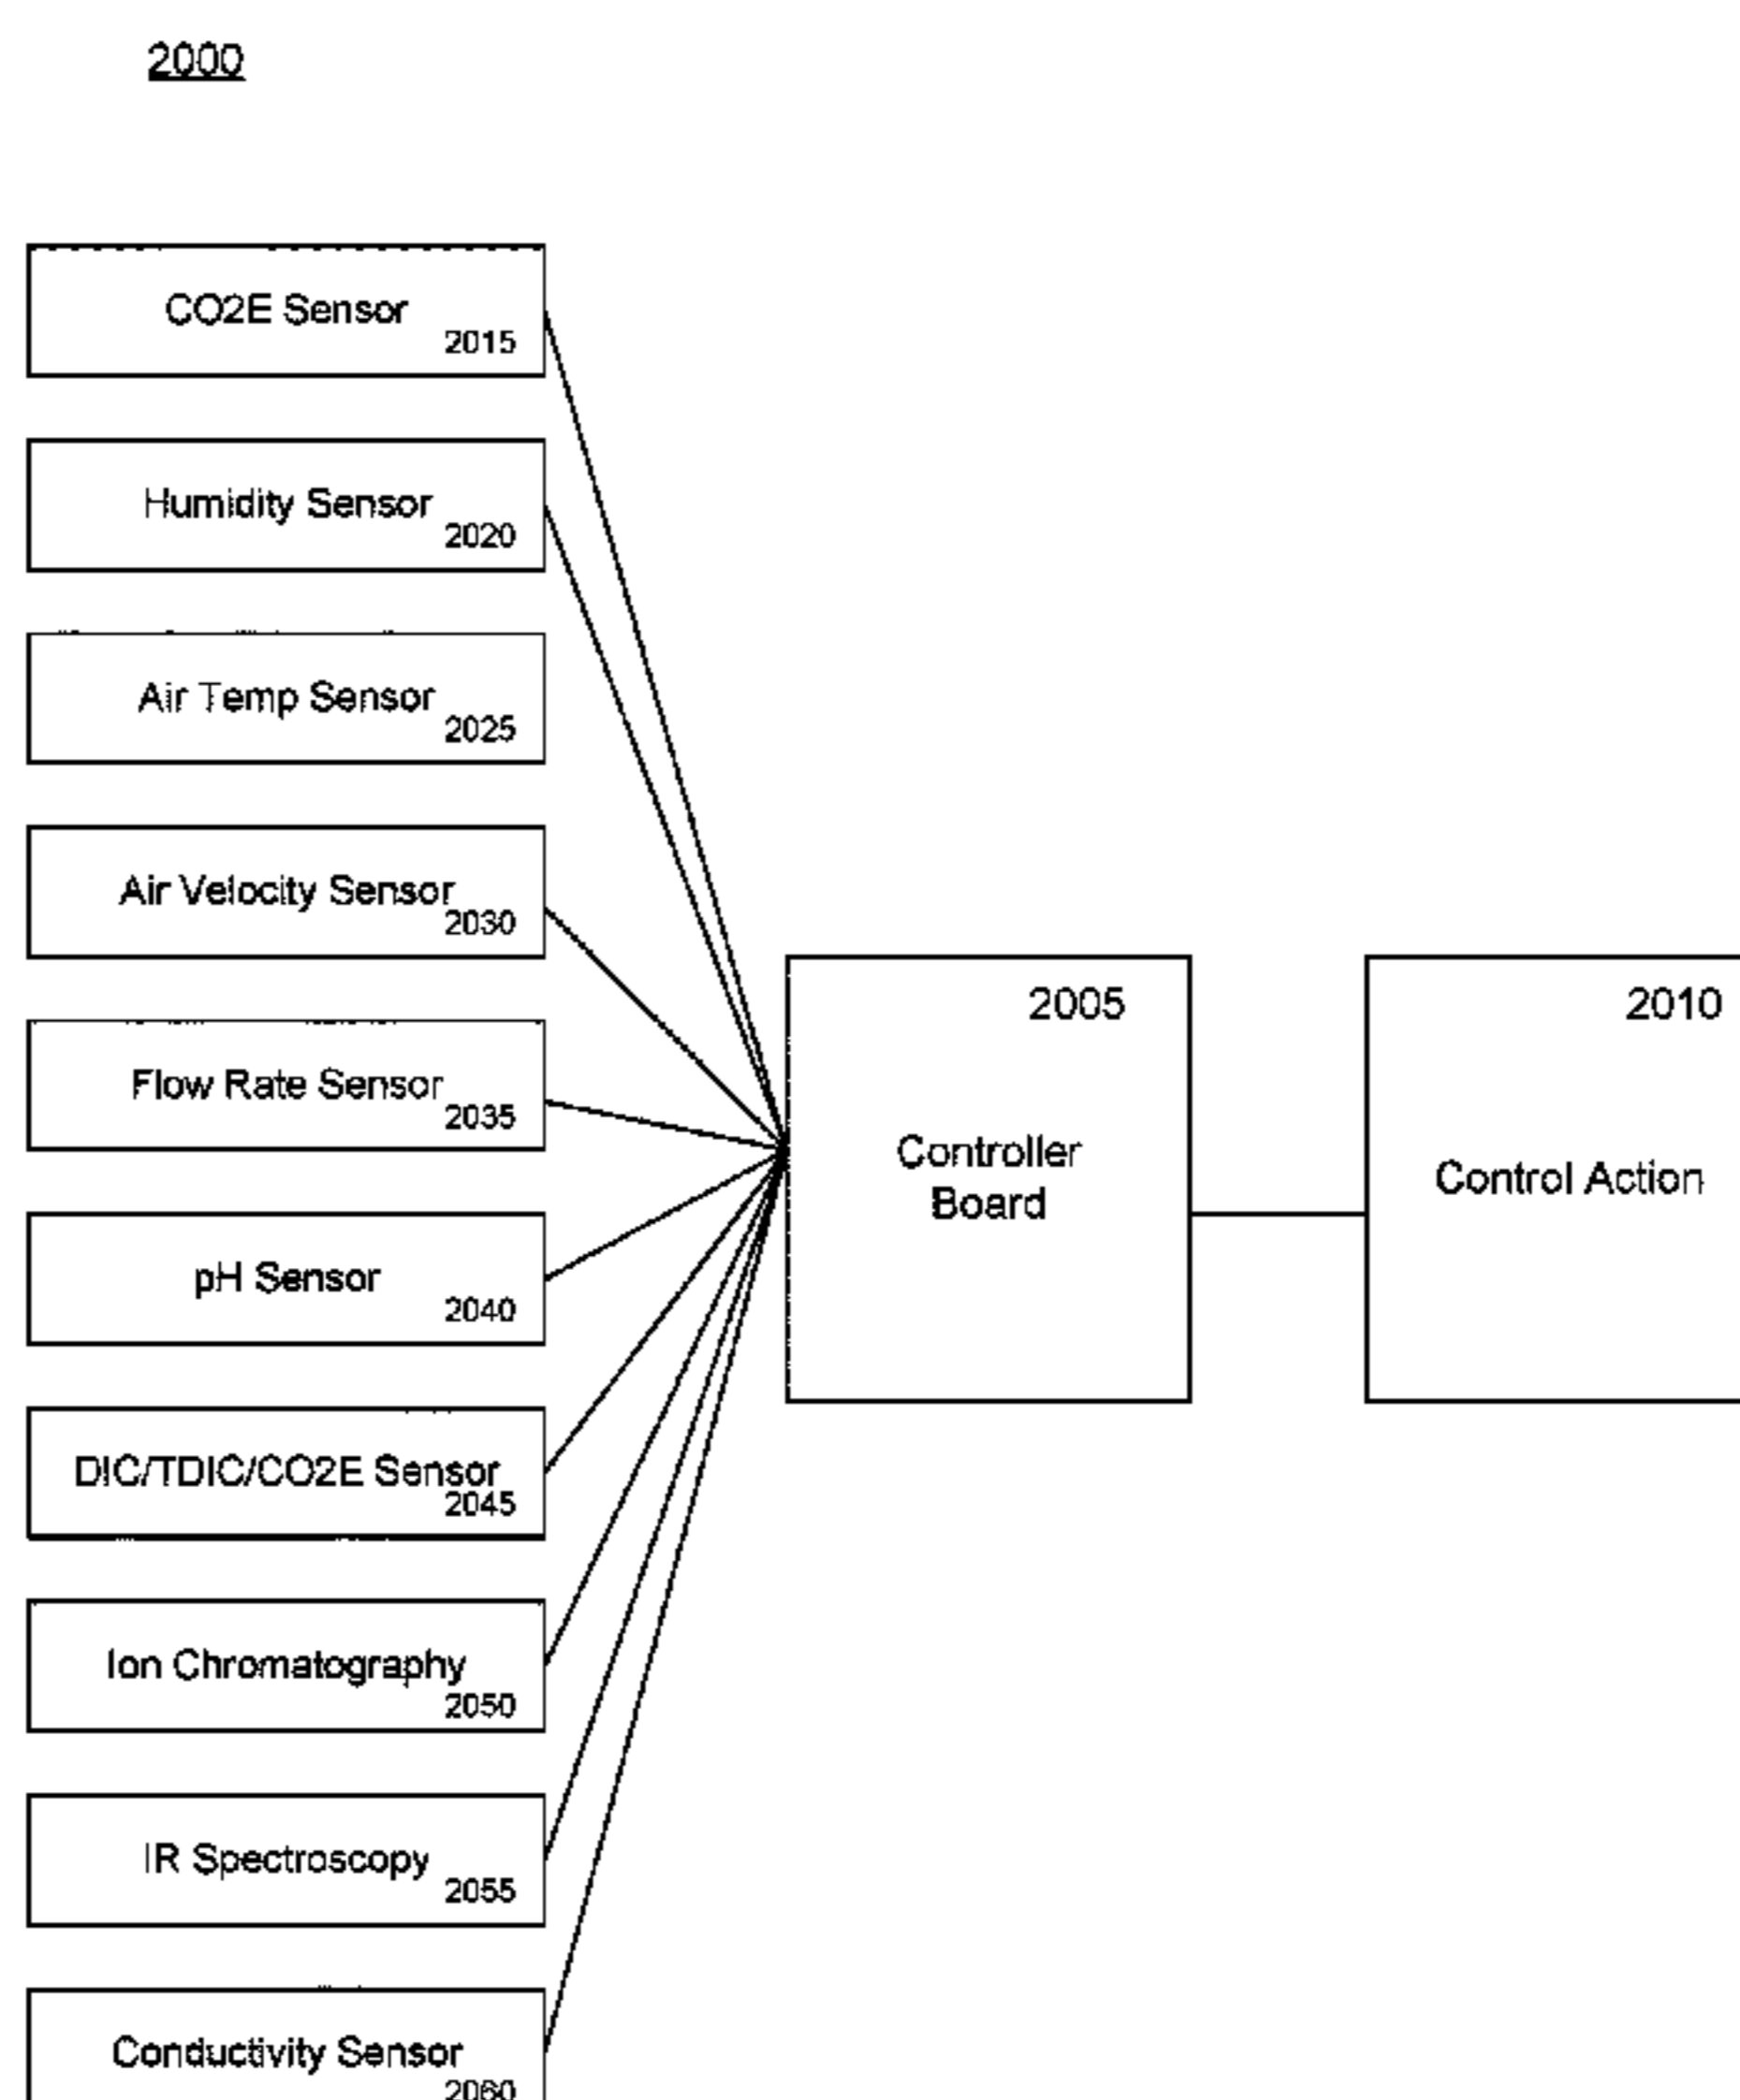 2000
CO2E Sensor
2015
Humidity Sensor
2020
Air Temp Sensor
2025
Air Velocity Sensor
2030
Flow Rate Sensor
2035
pH Sensor
2040
DIC/TDIC/CO2E Sensor
2045
Ion Chromatography
2050
IR Spectroscopy
2055
Conductivity Sensor
2060
2005
Controller
Board
2010
Control Action